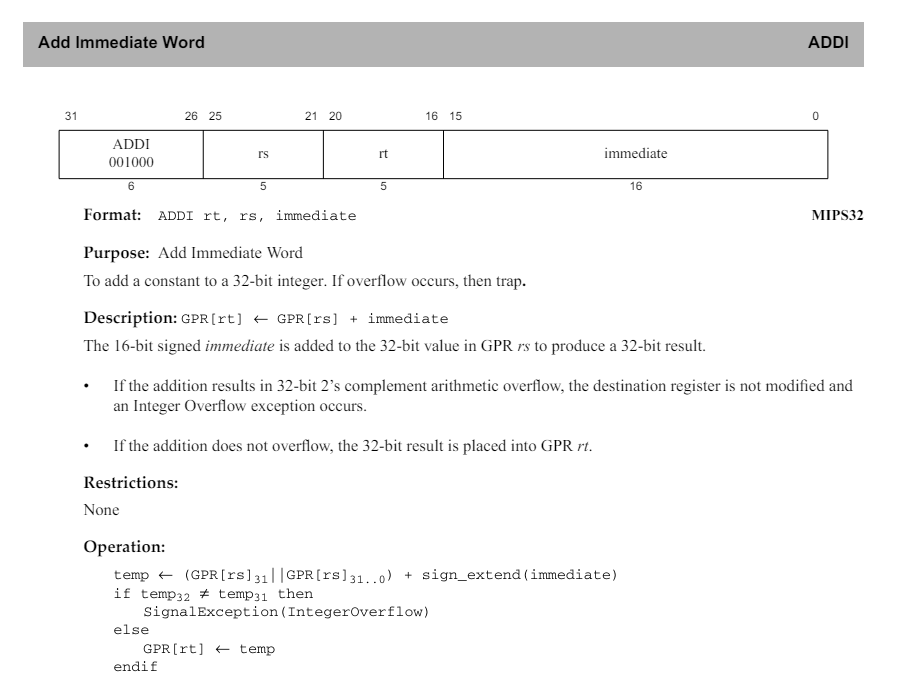 Add Immediate Word ADDI
31 26 25 21 20 16 15 0
ADDI
001000 rs rt immediate
6 5 5 16
Format: ADDI rt, rs, immediate MIPS32
Purpose: Add Immediate Word
To add a constant to a 32-bit integer. If overflow occurs, then trap.
Description: GPR[rt] ← GPR[rs] + immediate
The 16-bit signed immediate is added to the 32-bit value in GPR rs to produce a 32-bit result.
• If the addition results in 32-bit 2’s complement arithmetic overflow, the destination register is not modified and
an Integer Overflow exception occurs.
• If the addition does not overflow, the 32-bit result is placed into GPR rt.
Restrictions:
None
Operation:
temp ← (GPR[rs]31||GPR[rs]31..0) + sign_extend(immediate)
if temp32 ≠ temp31 then
SignalException(IntegerOverflow)
else
GPR[rt] ← temp
endif